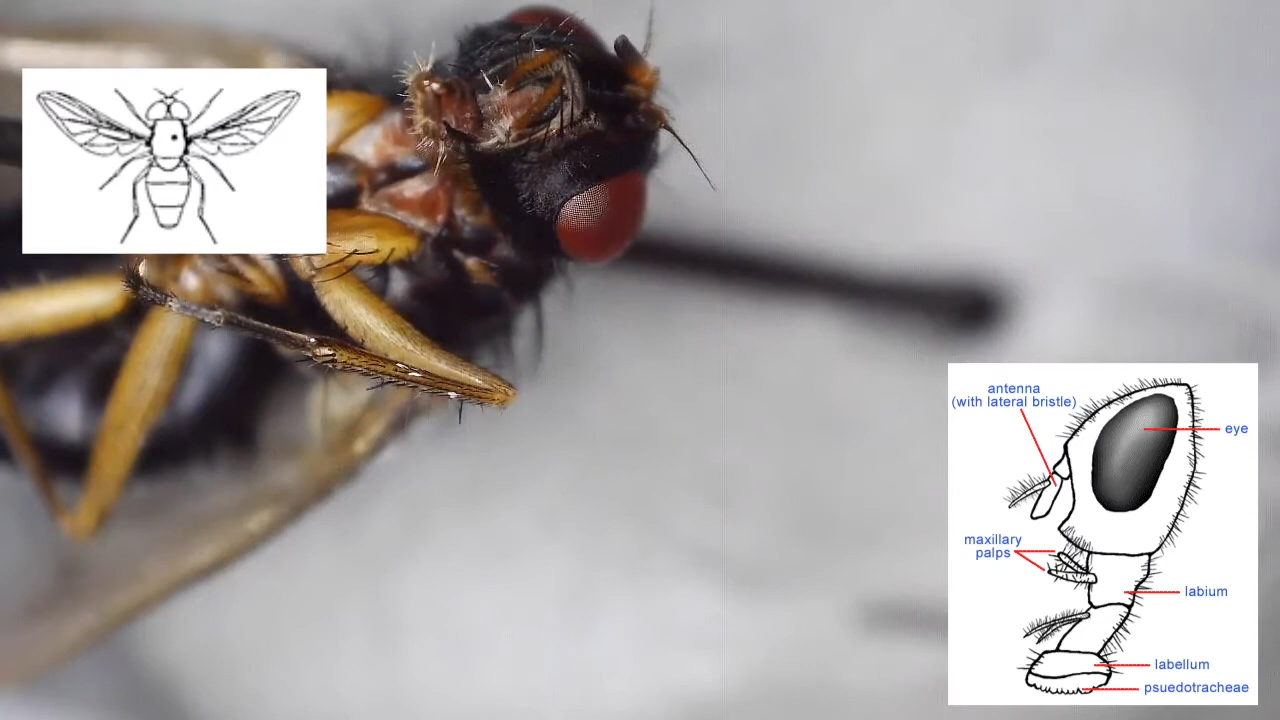 antenna
(with lateral bristle)
eye
maxillary
palps
labium
labellum
psuedotracheae